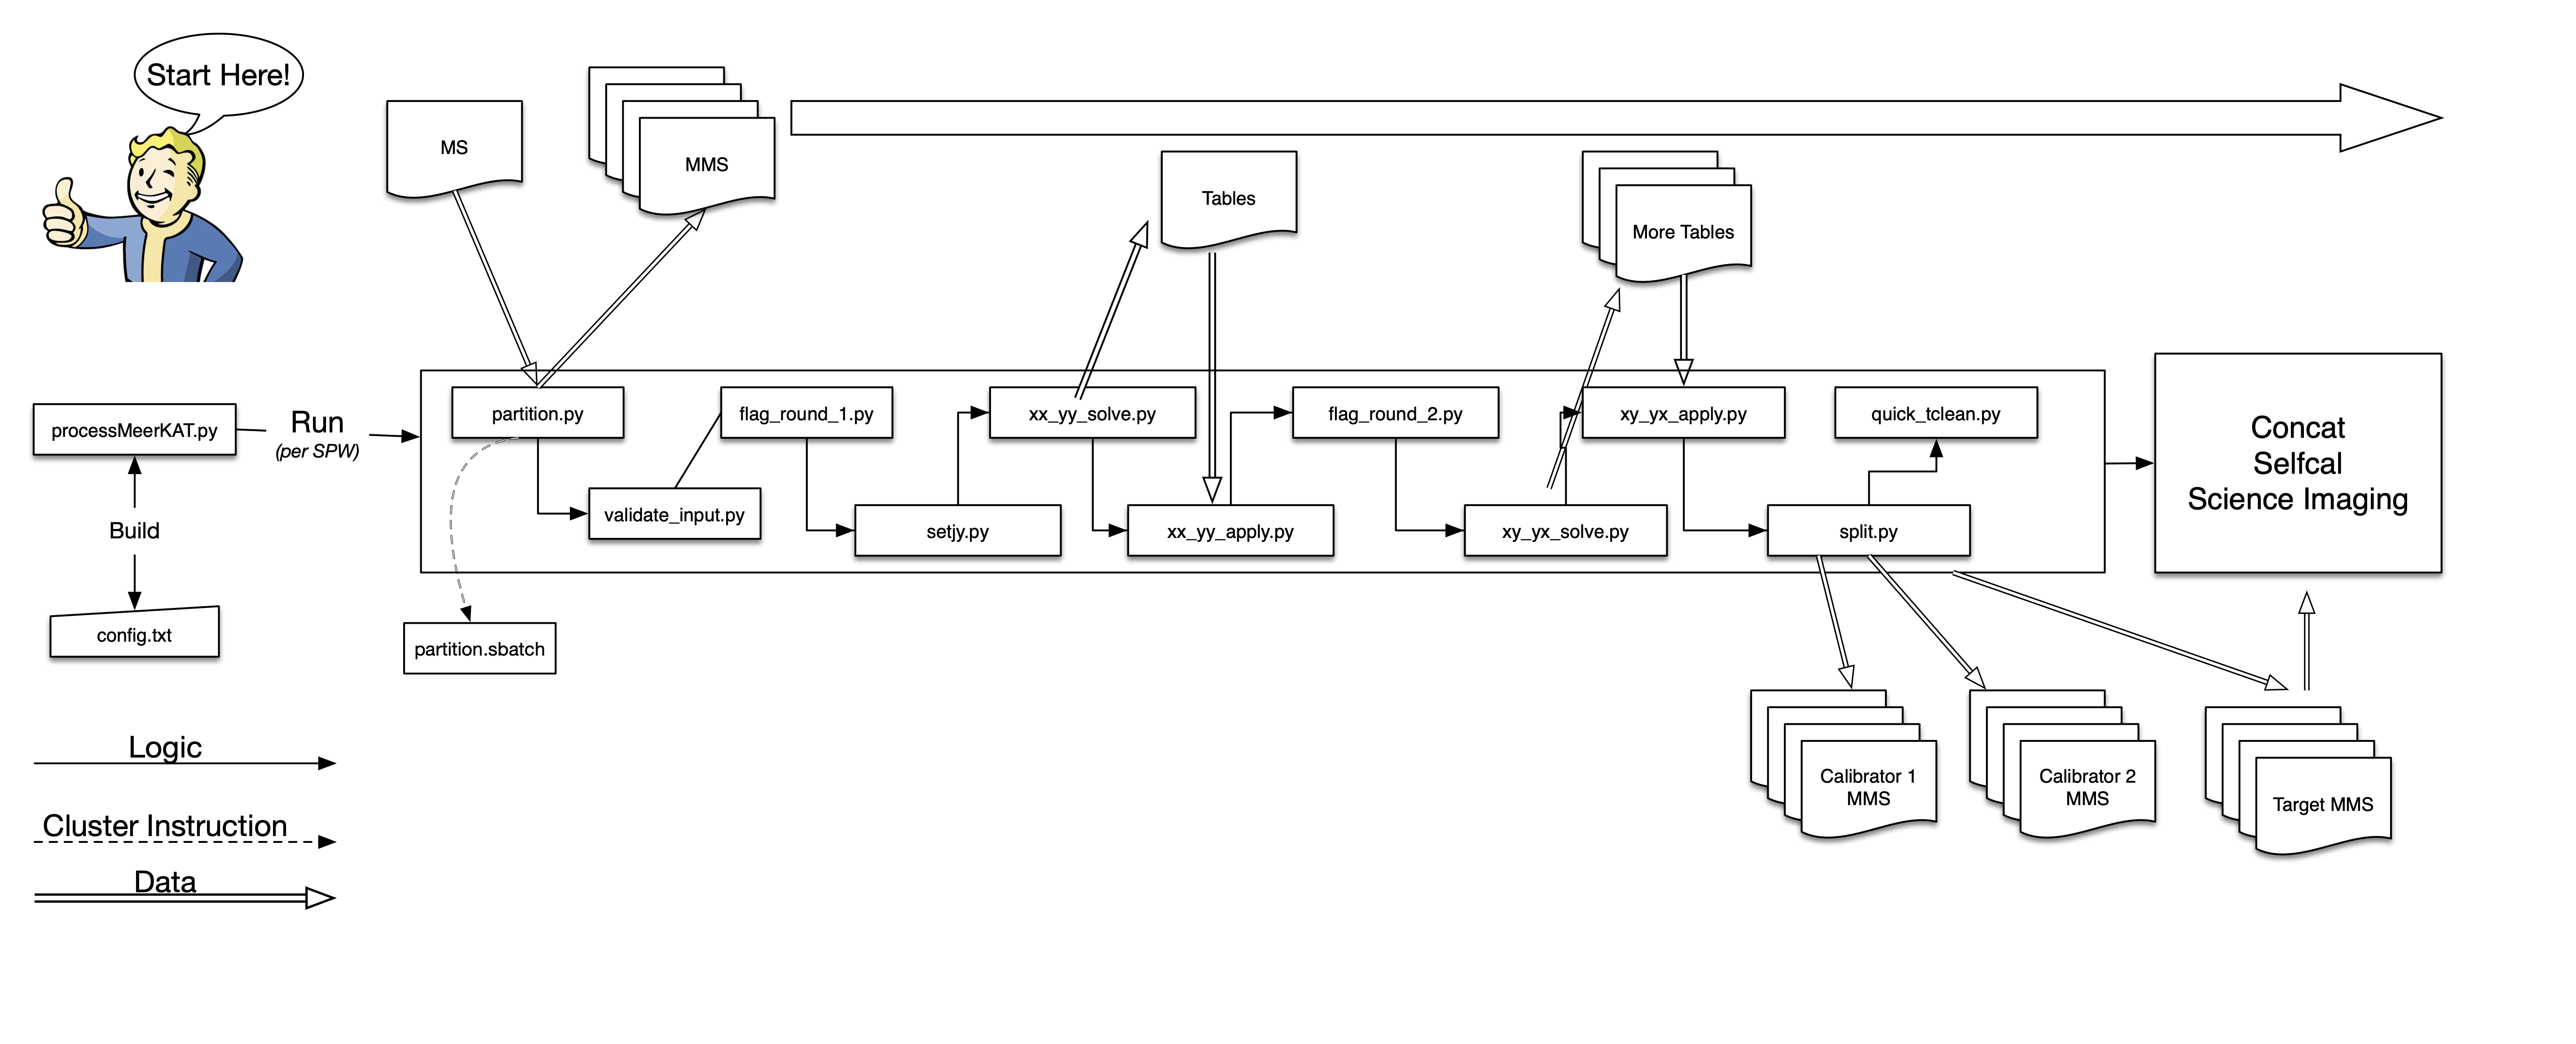 Start Here!
MS
MMS
Tables
More Tables
processMeerKAT.py
Run
(per SPW)
partition.py
flag_round_1.py
xx_yy_solve.py
flag_round_2.py
xy_yx_apply.py
quick_tclean.py
validate_input.py
setjy.py
xx_yy_apply.py
xy_yx_solve.py
split.py
Concat
Selfcal
Science Imaging
Build
config.txt
partition.sbatch
Logic
Cluster Instruction
Data
Calibrator 1
MMS
Calibrator 2
MMS
Target MMS